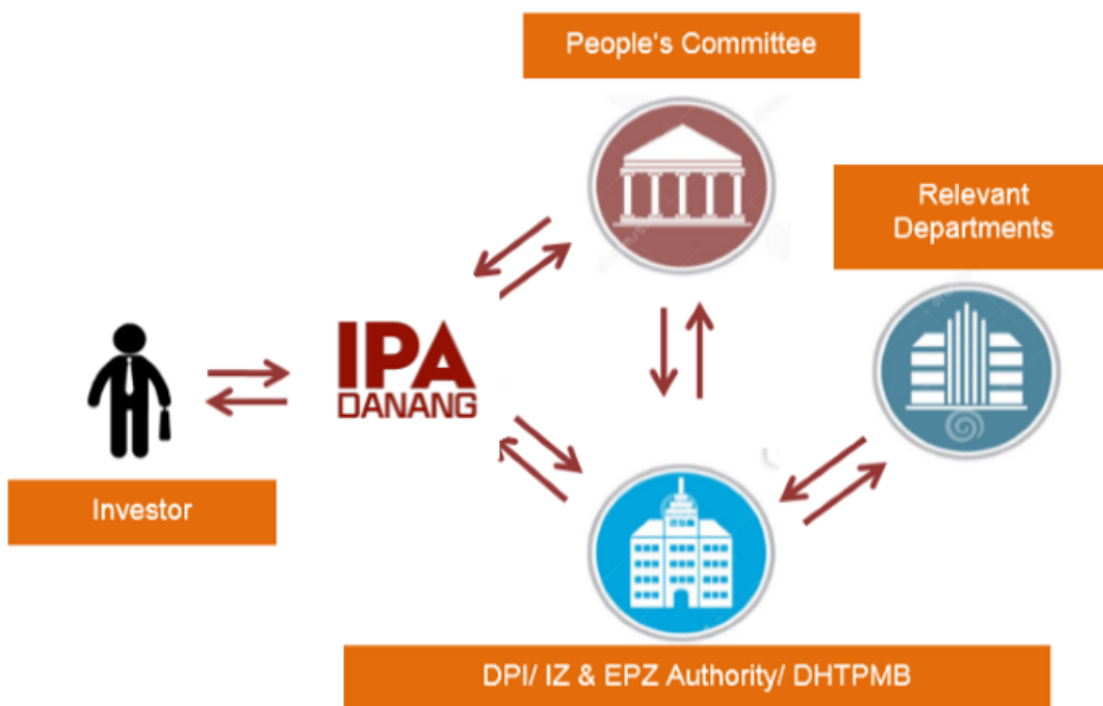 People's Committee
Relevant
Departments
IPA
DANANG
Investor
DPI/ IZ & EPZ Authority/ DHTPMB